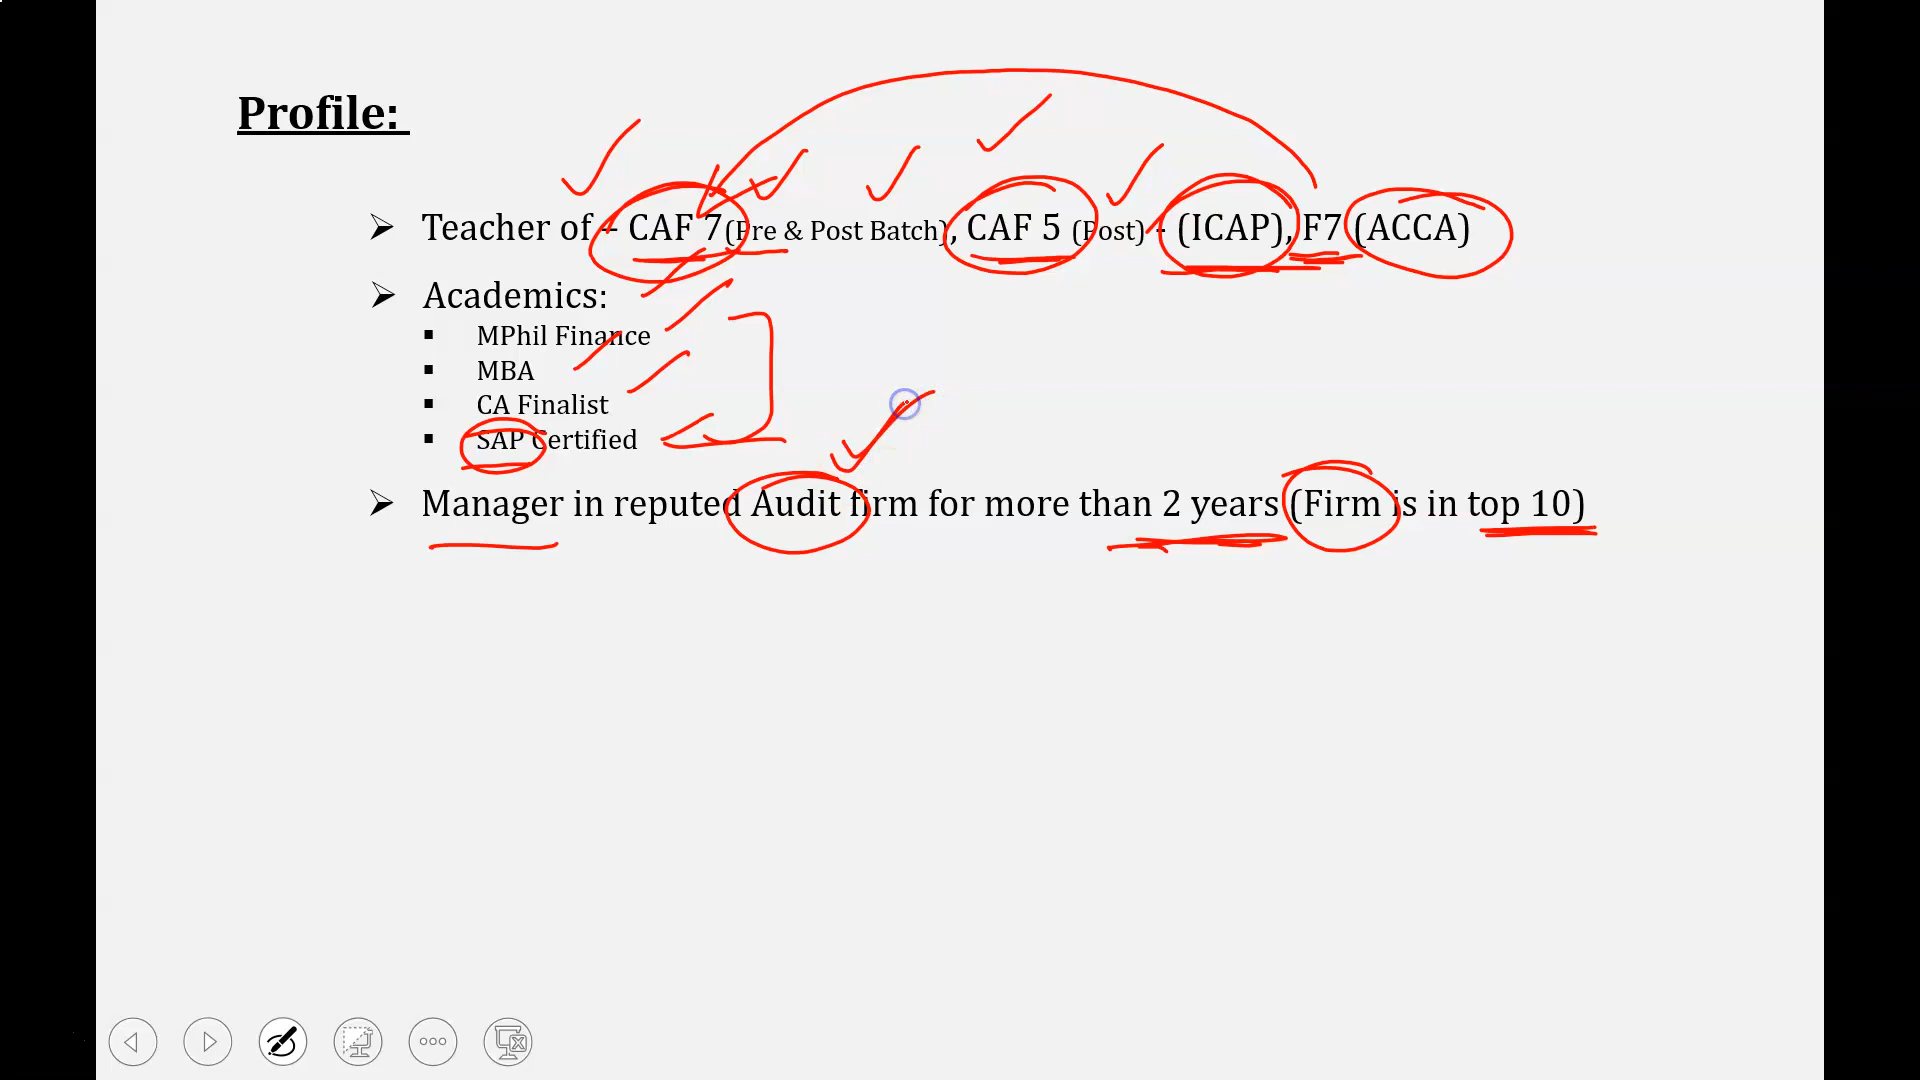 Profile:
Teacher of – CAF 7 (Pre & Post Batch), CAF 5 (Post) - (ICAP), F7 (ACCA)
Academics:
MPhil Finance
MBA
CA Finalist
SAP Certified
Manager in reputed Audit firm for more than 2 years (Firm is in top 10)